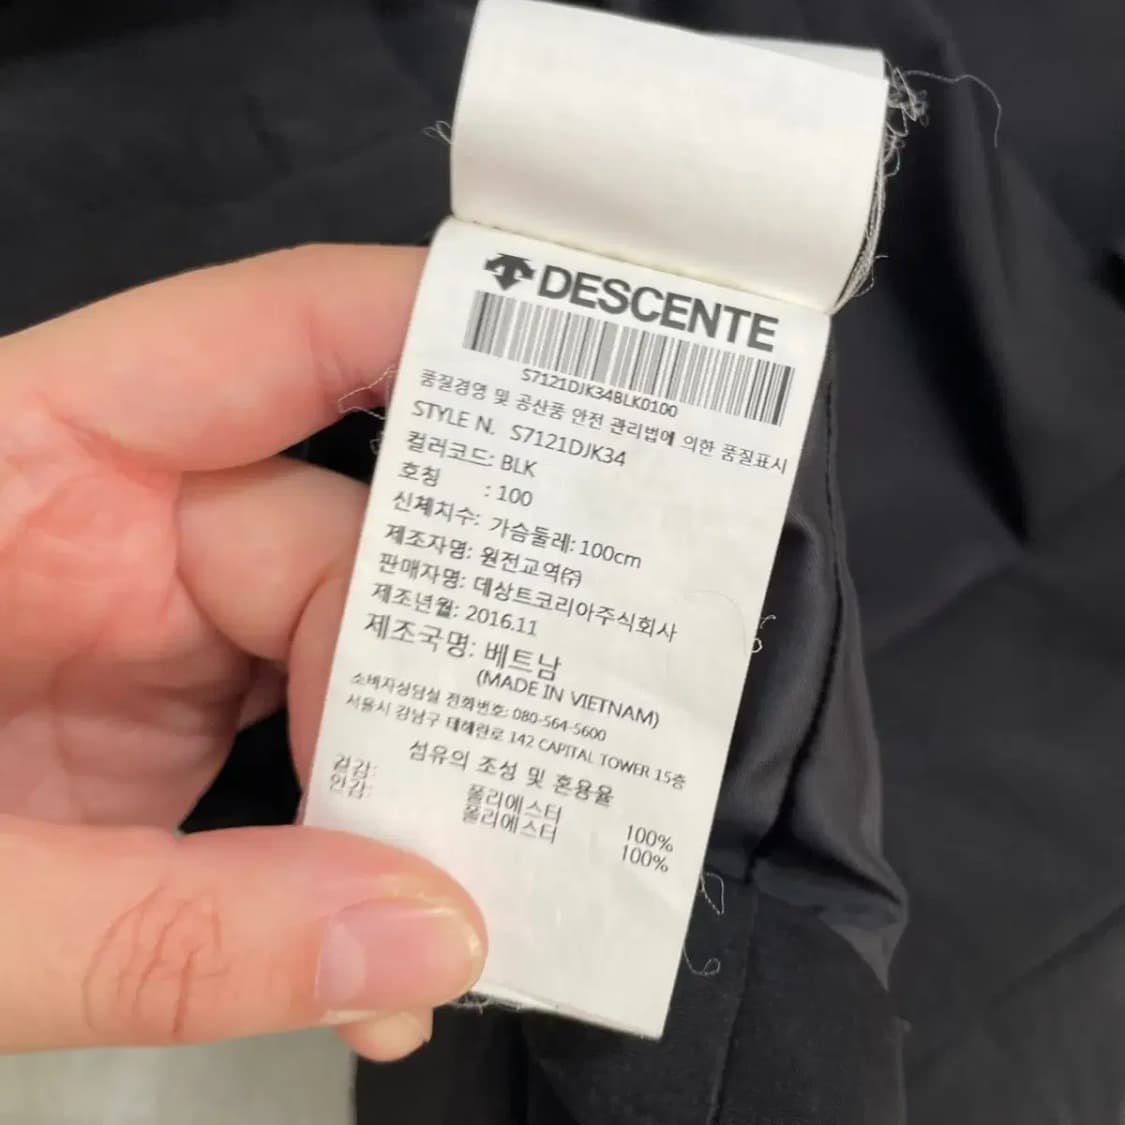 DESCENTE
S7121DJK34BLK0100
품질경영 및 공산품 안전 관리법에 의한 품질표시
STYLE N. S7121DJK34
컬러코드: BLK
호칭 : 100
신체치수: 가슴둘레: 100cm
제조자명: 원전교역㈜
판매자명: 데상트코리아주식회사
제조년월: 2016.11
제조국명: 베트남
(MADE IN VIETNAM)
소비자상담실 전화번호: 080-564-5600
서울시 강남구 테헤란로 142 CAPITAL TOWER 15층
섬유의 조성 및 혼용율
겉감: 폴리에스터 100%
안감: 폴리에스터 100%